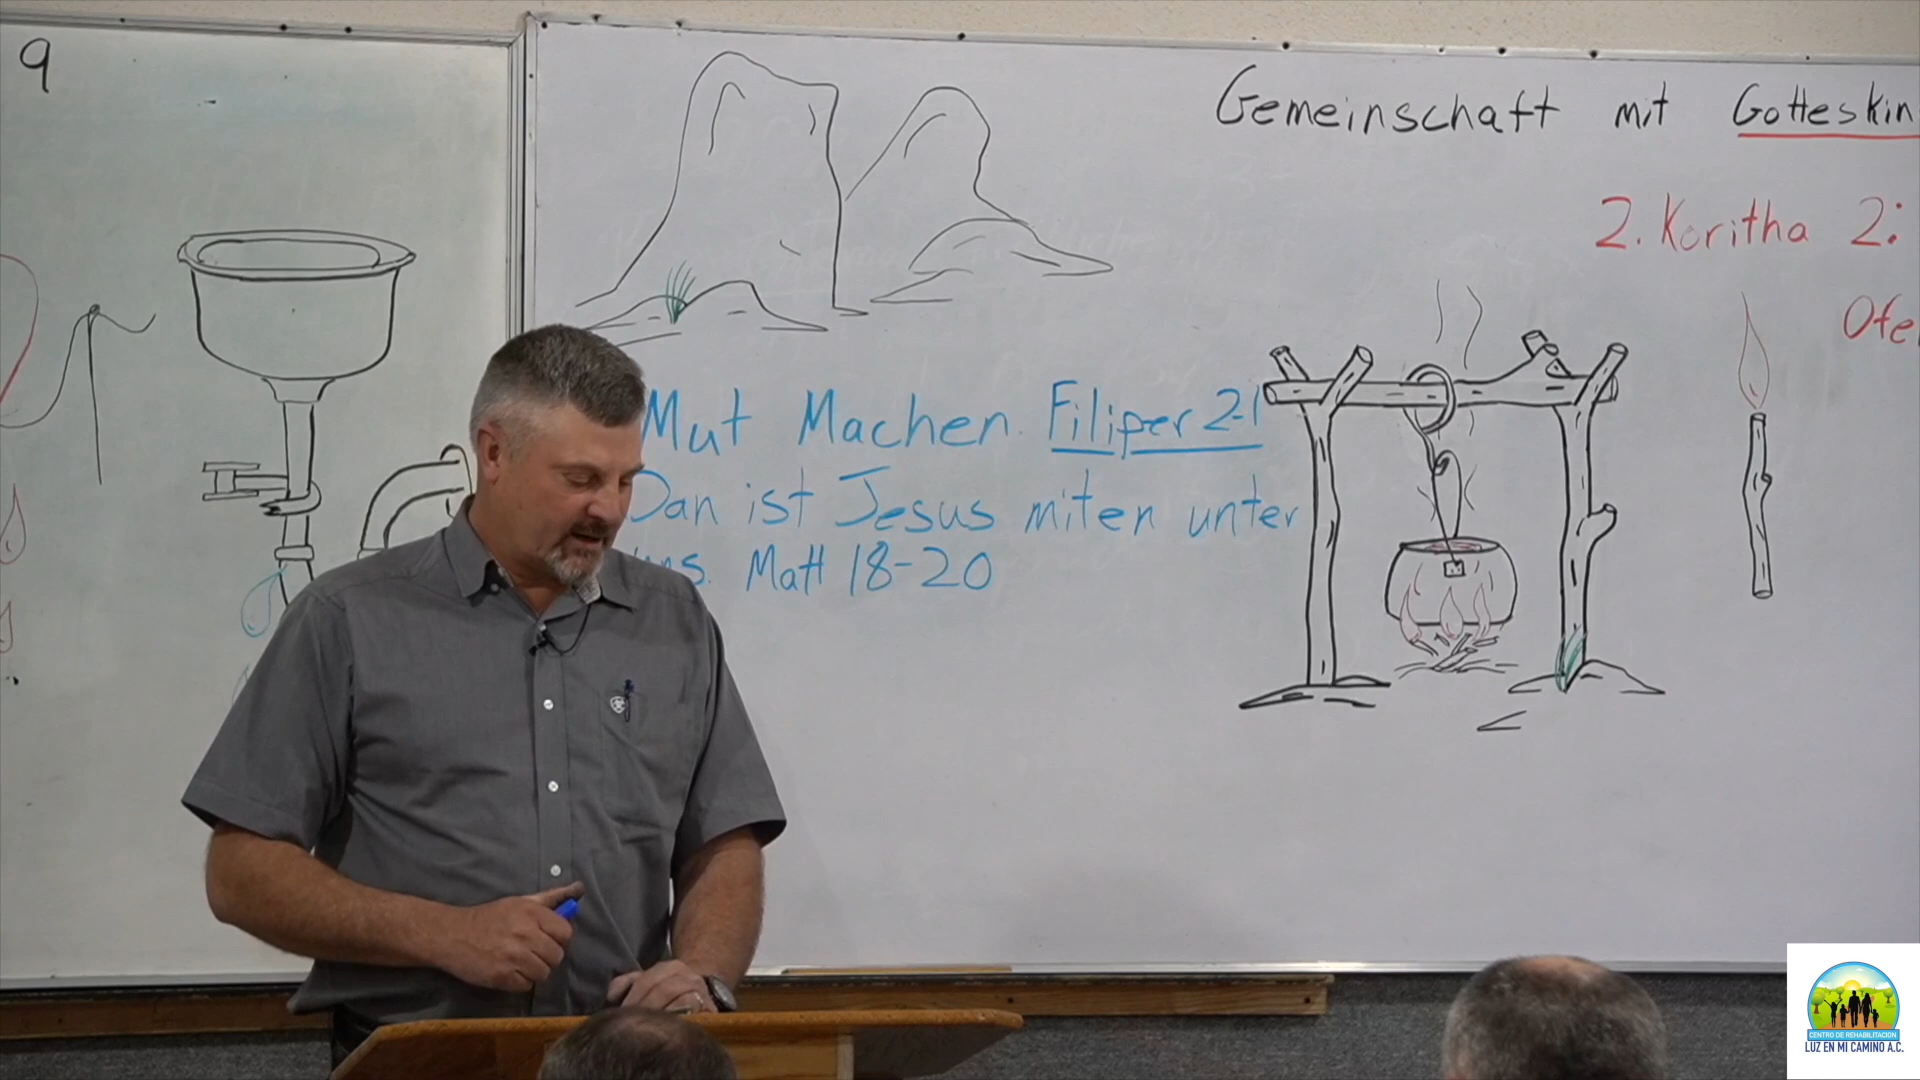 9
Gemeinschaft mit Gotteskin
2. Koritha 2:
Ofe
Mut Machen. Filiper 2-1
Dan ist Jesus miten unter
uns. Matt 18-20
CENTRO DE REHABILITACION
LUZ EN MI CAMINO A.C.